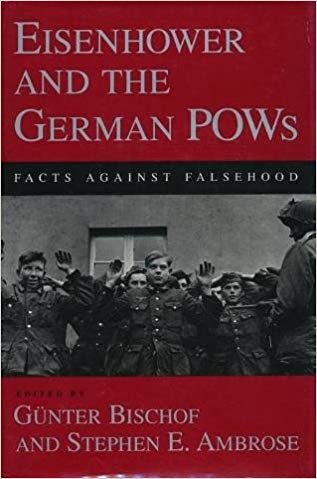 EISENHOWER
AND THE
GERMAN POWS
FACTS AGAINST FALSEHOOD
EDITED BY
GÜNTER BISCHOF
AND STEPHEN E. AMBROSE